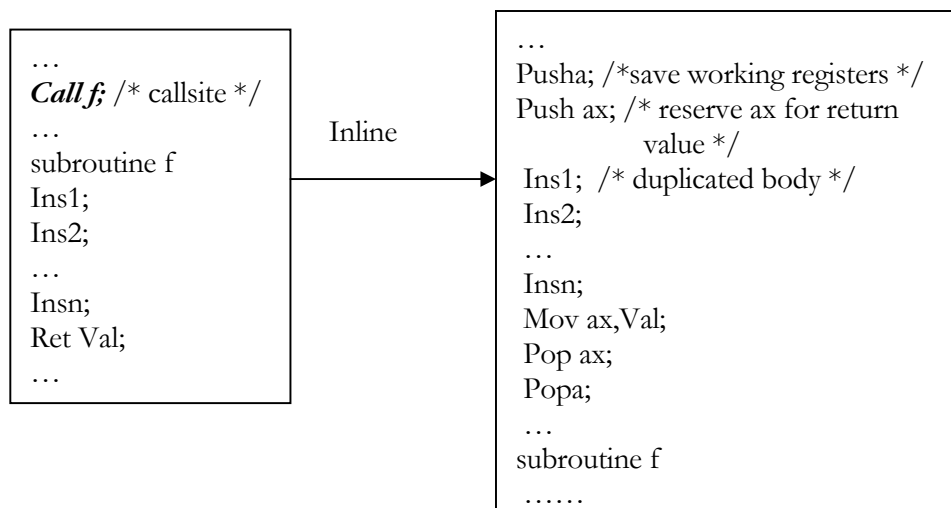 …
Call f; /* callsite */
…
subroutine f
Ins1;
Ins2;
…
Insn;
Ret Val;
…
Inline
…
Pusha; /*save working registers */
Push ax; /* reserve ax for return
value */
Ins1; /* duplicated body */
Ins2;
…
Insn;
Mov ax,Val;
Pop ax;
Popa;
…
subroutine f
……